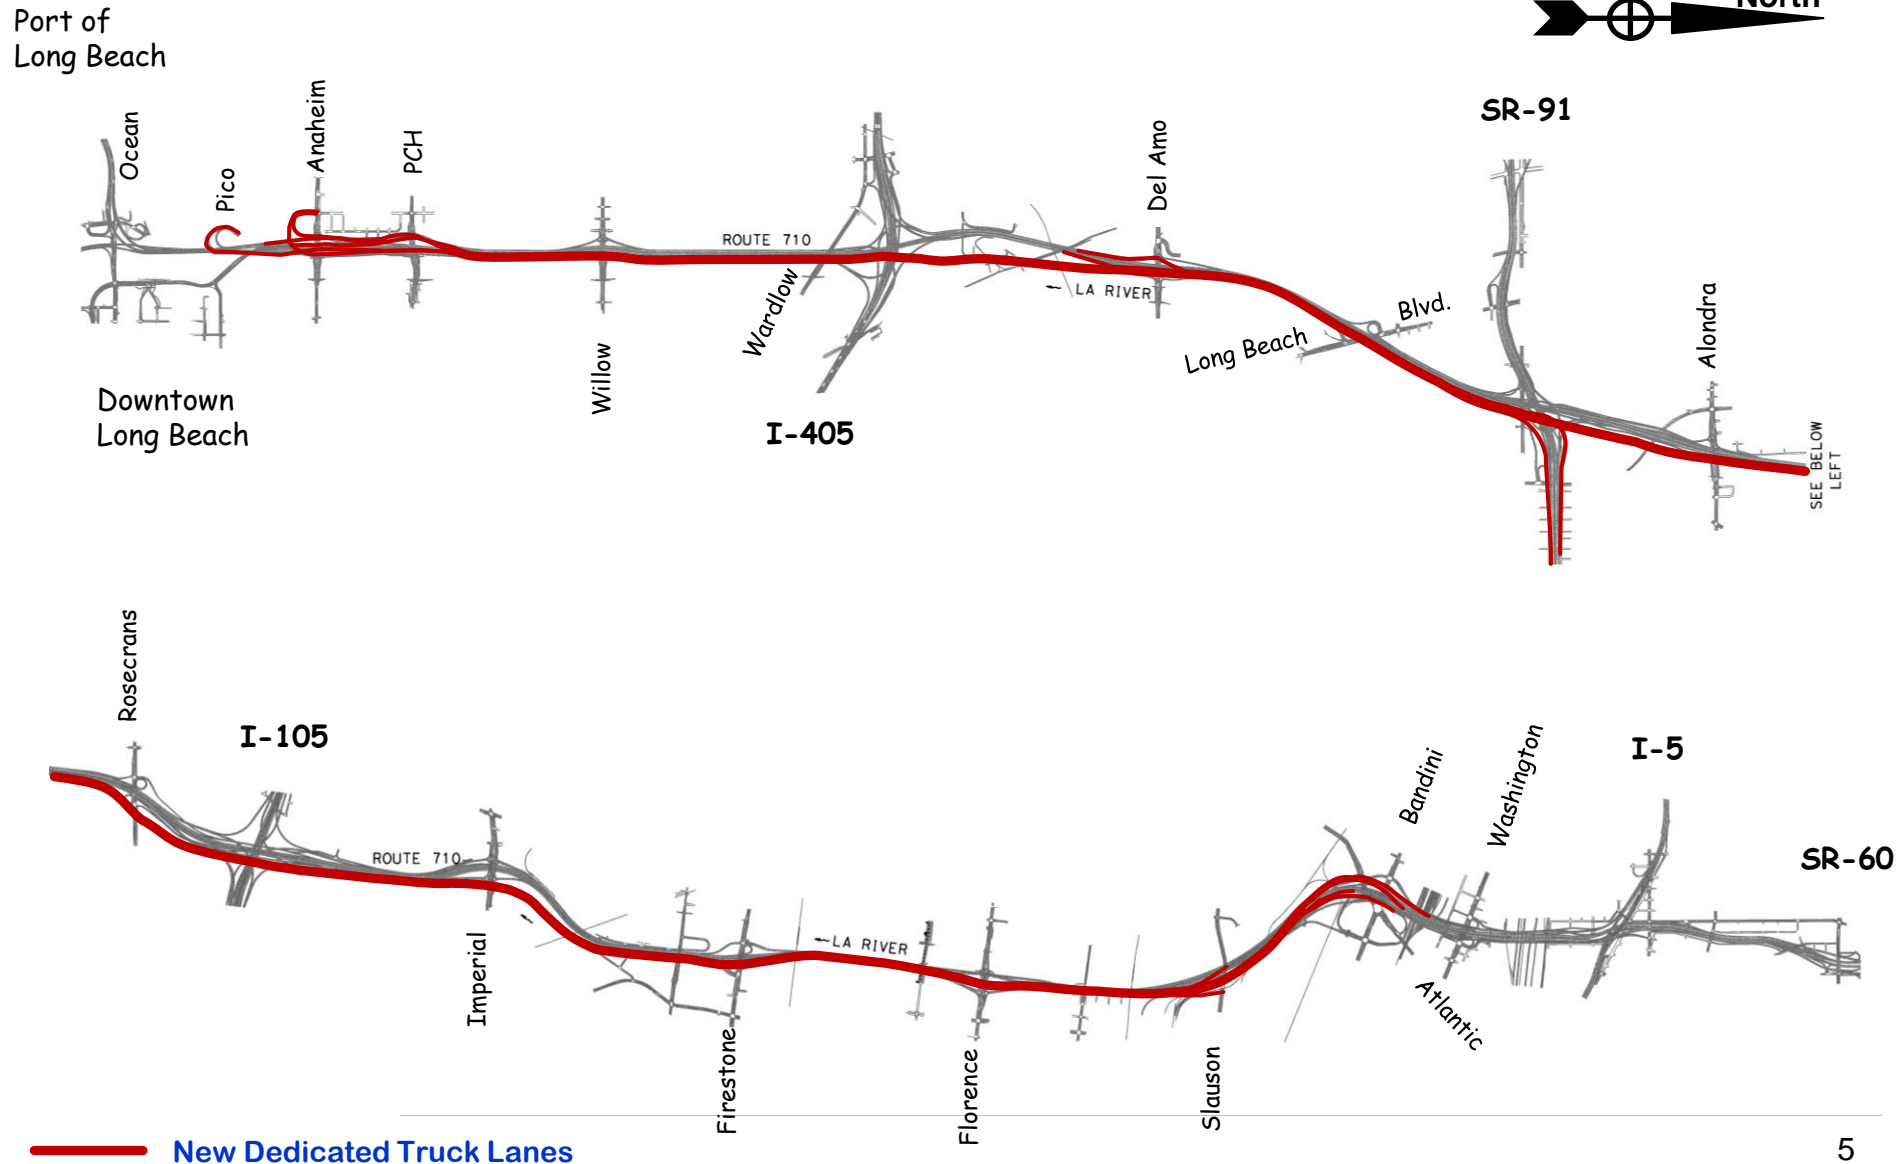 Port of
Long Beach
North
Ocean
Pico
Anaheim
PCH
ROUTE 710
Del Amo
SR-91
LA RIVER
Wardlow
Willow
I-405
Long Beach Blvd.
Alondra
SEE BELOW
LEFT
Downtown
Long Beach
Rosecrans
I-105
ROUTE 710
Imperial
Firestone
LA RIVER
Florence
Slauson
Bandini
Washington
Atlantic
I-5
SR-60
New Dedicated Truck Lanes
5